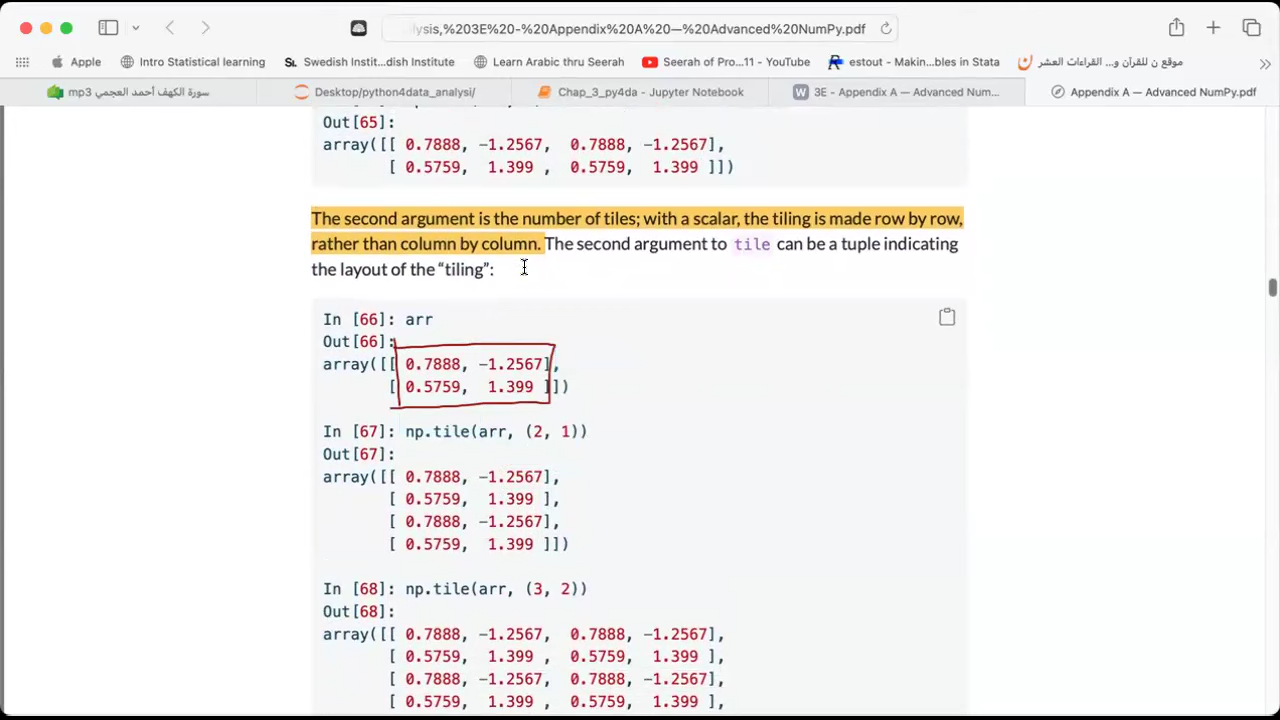 lysis,%203E%20-%20Appendix%20A%20—%20Advanced%20NumPy.pdf
Apple Intro Statistical learning Swedish Instit...dish Institute Learn Arabic thru Seerah Seerah of Pro...11 - YouTube estout - Makin...bles in Stata موقع ن للقرآن و... القراءات العشر
سورة الكهف أحمد العجمي mp3 Desktop/python4data_analysi/ Chap_3_py4da - Jupyter Notebook 3E - Appendix A — Advanced Num... Appendix A — Advanced NumPy.pdf
Out[65]:
array([[ 0.7888, -1.2567, 0.7888, -1.2567],
[ 0.5759, 1.399 , 0.5759, 1.399 ]])
The second argument is the number of tiles; with a scalar, the tiling is made row by row,
rather than column by column. The second argument to tile can be a tuple indicating
the layout of the “tiling”:
In [66]: arr
Out[66]:
array([[ 0.7888, -1.2567],
[ 0.5759, 1.399 ]])
In [67]: np.tile(arr, (2, 1))
Out[67]:
array([[ 0.7888, -1.2567],
[ 0.5759, 1.399 ],
[ 0.7888, -1.2567],
[ 0.5759, 1.399 ]])
In [68]: np.tile(arr, (3, 2))
Out[68]:
array([[ 0.7888, -1.2567, 0.7888, -1.2567],
[ 0.5759, 1.399 , 0.5759, 1.399 ],
[ 0.7888, -1.2567, 0.7888, -1.2567],
[ 0.5759, 1.399 , 0.5759, 1.399 ],